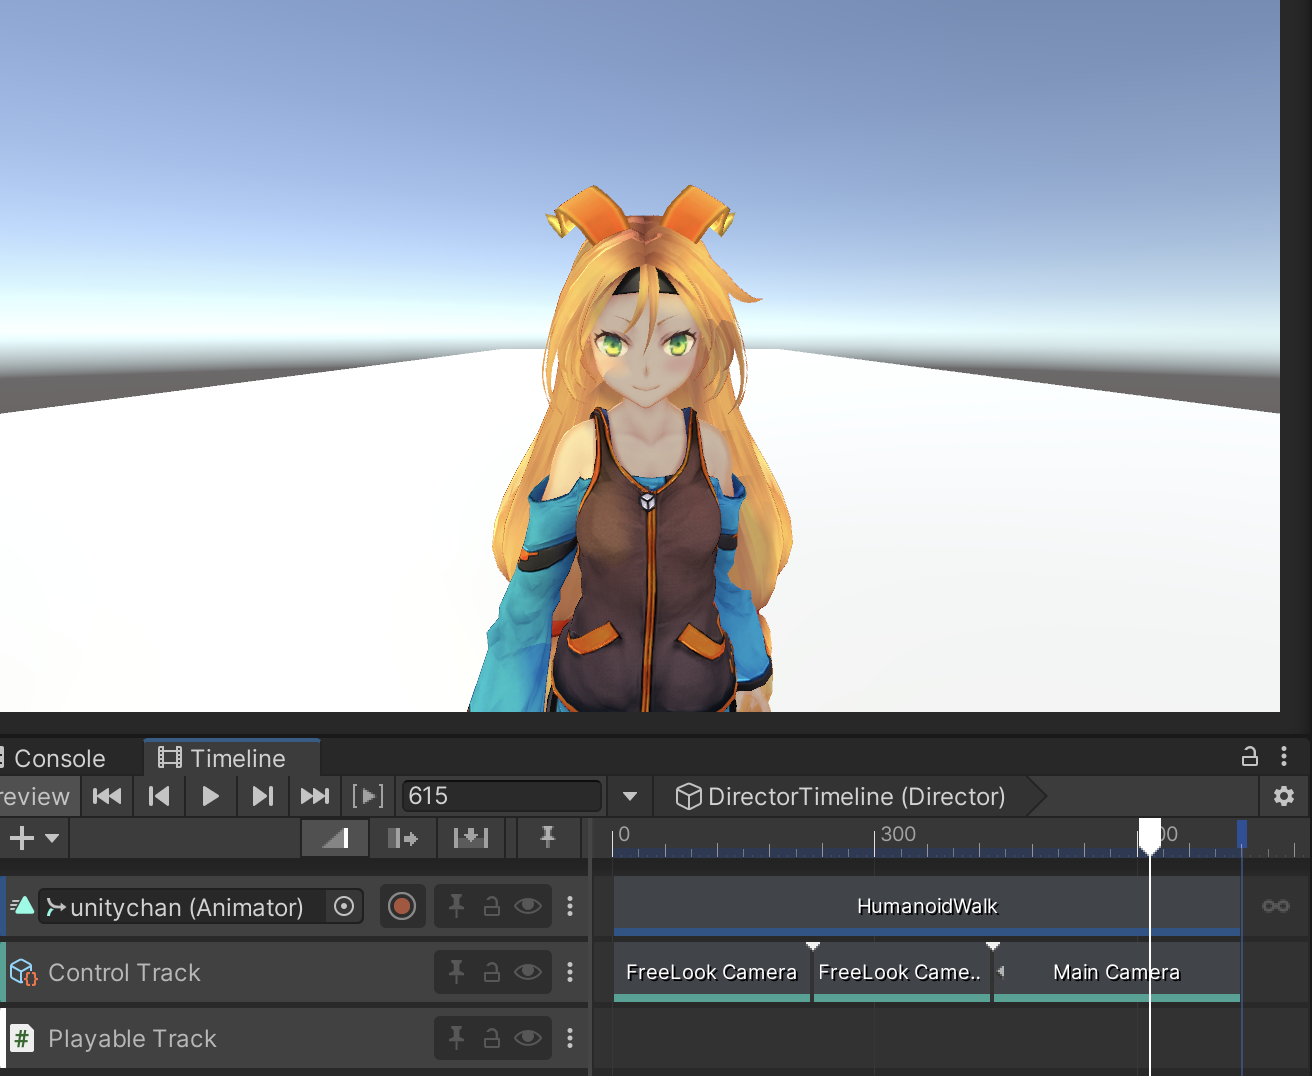 Console
Timeline
review
615
DirectorTimeline (Director)
0
300
00
unitychan (Animator)
HumanoidWalk
Control Track
FreeLook Camera
FreeLook Came..
Main Camera
# Playable Track